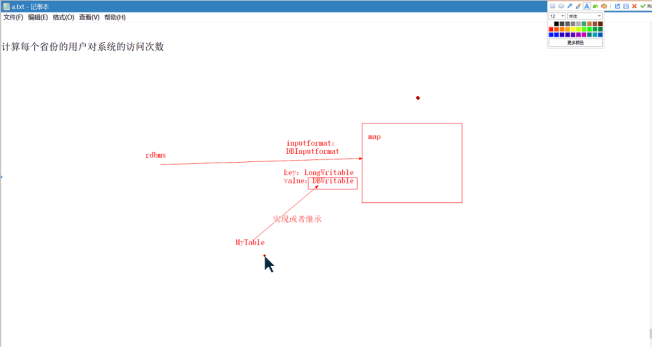 a.txt - 记事本
文件(F) 编辑(E) 格式(O) 查看(V) 帮助(H)
12
更多颜色
计算每个省份的用户对系统的访问次数
inputformat:
DBInputformat
map
rdbms
key: LongWritable
value: DBWritable
实现或者继承
MyTable